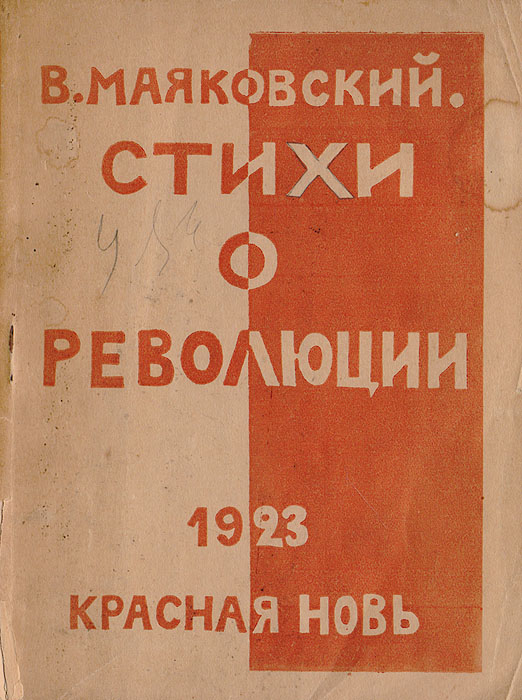 В.МАЯКОВСКИЙ.
СТИХИ
О
РЕВОЛЮЦИИ
1923
КРАСНАЯ НОВЬ